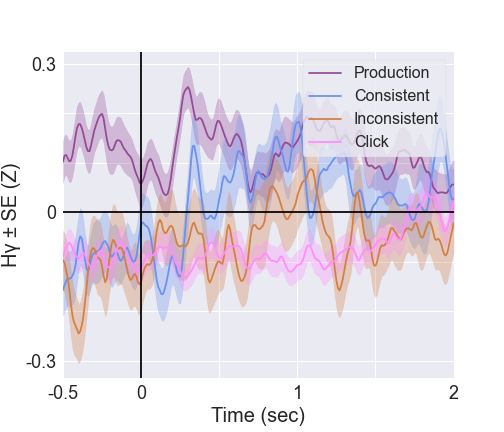 0.3
Production
Consistent
Inconsistent
Click
Hγ ± SE (Z)
0
-0.3
-0.5
0
1
2
Time (sec)